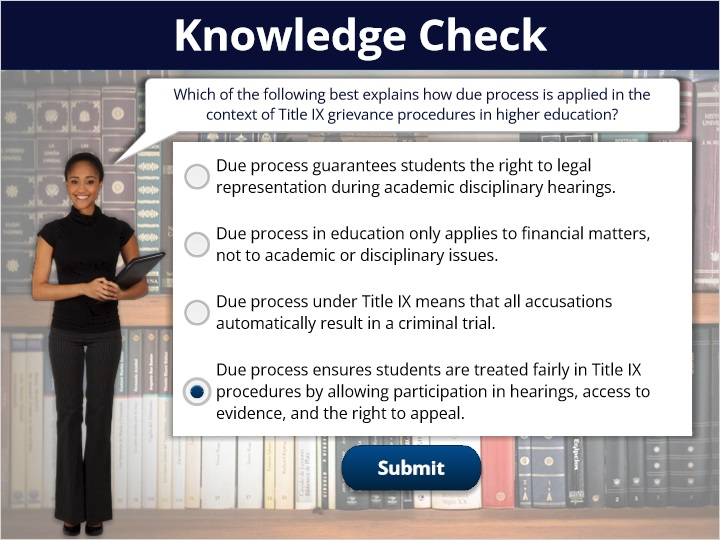 Knowledge Check
Which of the following best explains how due process is applied in the
context of Title IX grievance procedures in higher education?
Due process guarantees students the right to legal
representation during academic disciplinary hearings.
Due process in education only applies to financial matters,
not to academic or disciplinary issues.
Due process under Title IX means that all accusations
automatically result in a criminal trial.
Due process ensures students are treated fairly in Title IX
procedures by allowing participation in hearings, access to
evidence, and the right to appeal.
Submit